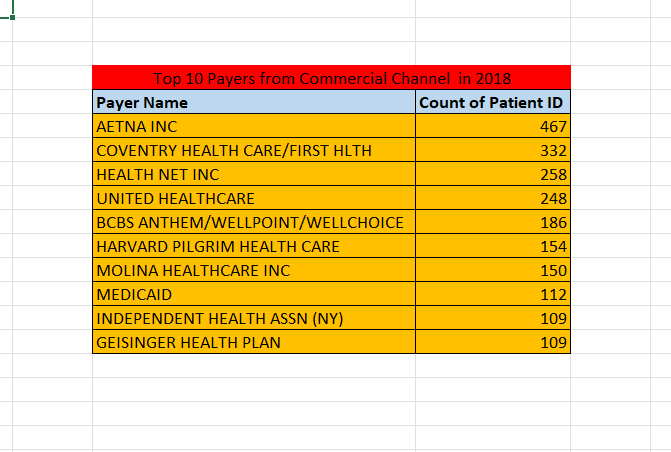 Top 10 Payers from Commercial Channel  in 2018
Payer Name Count of Patient ID
AETNA INC 467
COVENTRY HEALTH CARE/FIRST HLTH 332
HEALTH NET INC 258
UNITED HEALTHCARE 248
BCBS ANTHEM/WELLPOINT/WELLCHOICE 186
HARVARD PILGRIM HEALTH CARE 154
MOLINA HEALTHCARE INC 150
MEDICAID 112
INDEPENDENT HEALTH ASSN (NY) 109
GEISINGER HEALTH PLAN 109